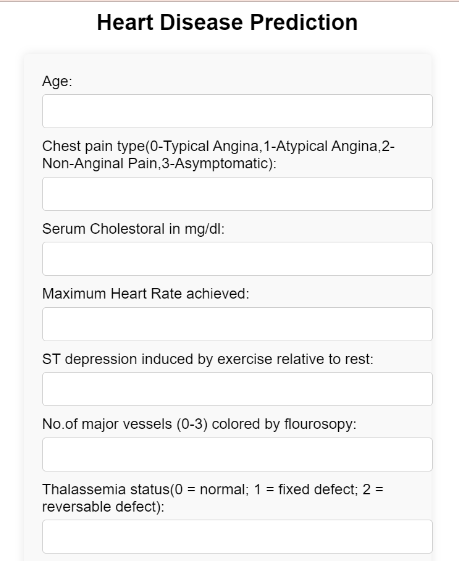 Heart Disease Prediction
Age:
Chest pain type(0-Typical Angina,1-Atypical Angina,2-
Non-Anginal Pain,3-Asymptomatic):
Serum Cholestoral in mg/dl:
Maximum Heart Rate achieved:
ST depression induced by exercise relative to rest:
No.of major vessels (0-3) colored by flourosopy:
Thalassemia status(0 = normal; 1 = fixed defect; 2 =
reversable defect):